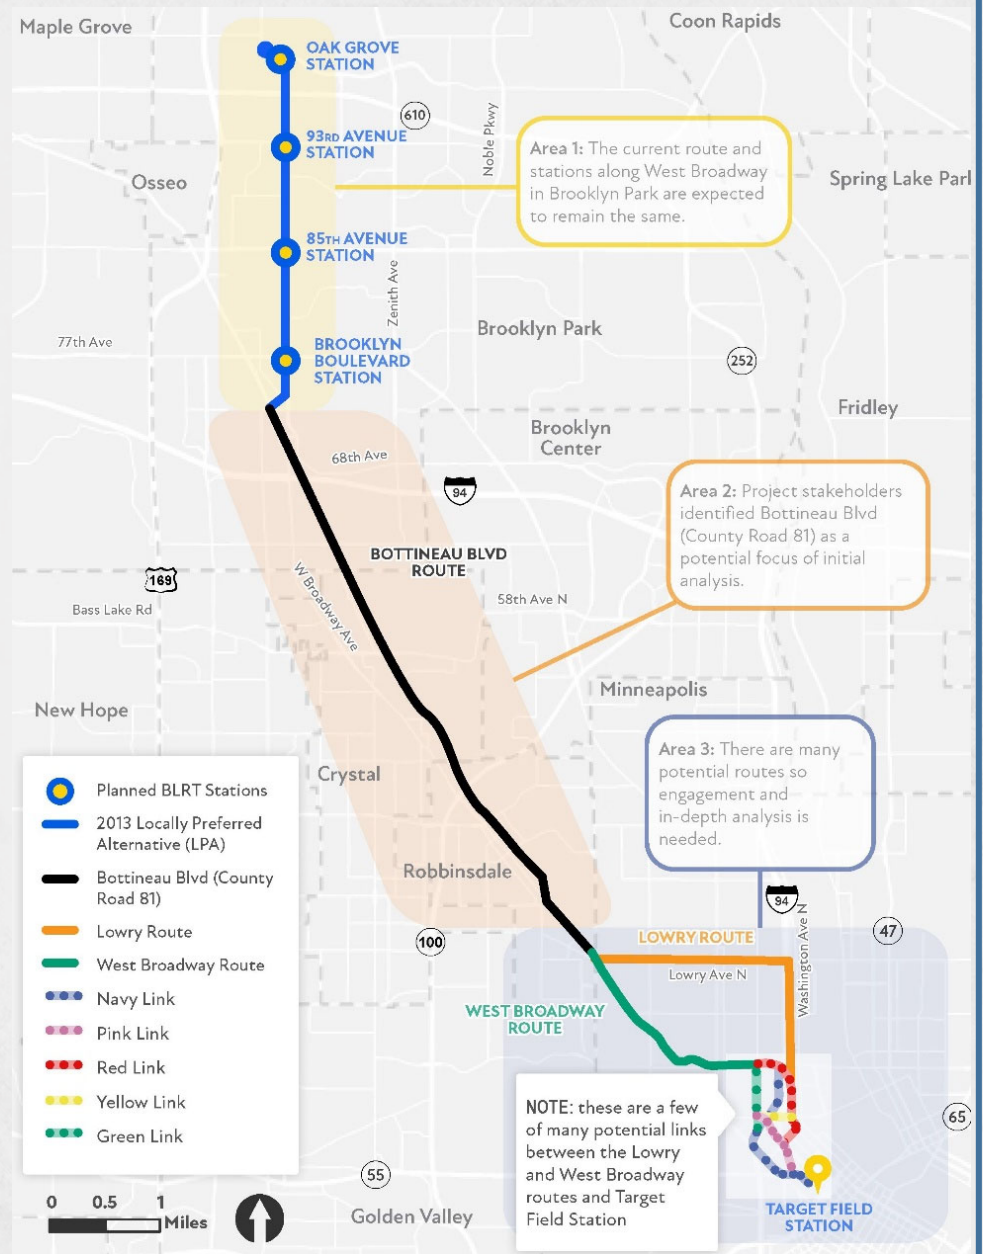 Maple Grove
Coon Rapids
OAK GROVE
STATION
610
Noble Pkwy
93RD AVENUE
STATION
Area 1: The current route and
stations along West Broadway
in Brooklyn Park are expected
to remain the same.
Osseo
Spring Lake Parl
85TH AVENUE
STATION
Zenith Ave
Brooklyn Park
77th Ave
BROOKLYN
BOULEVARD
STATION
252
Fridley
Brooklyn
Center
68th Ave
94
Area 2: Project stakeholders
identified Bottineau Blvd
(County Road 81) as a
potential focus of initial
analysis.
BOTTINEAU BLVD
ROUTE
169
W Broadway Ave
58th Ave N
Bass Lake Rd
Minneapolis
New Hope
Area 3: There are many
potential routes so
engagement and
in-depth analysis is
needed.
Crystal
Robbinsdale
94
Washington Ave N
47
100
LOWRY ROUTE
Lowry Ave N
WEST BROADWAY
ROUTE
Planned BLRT Stations
2013 Locally Preferred
Alternative (LPA)
Bottineau Blvd (County
Road 81)
Lowry Route
West Broadway Route
Navy Link
Pink Link
Red Link
Yellow Link
Green Link
NOTE: these are a few
of many potential links
between the Lowry
and West Broadway
routes and Target
Field Station
65
55
0 0.5 1
Miles
Golden Valley
TARGET FIELD
STATION